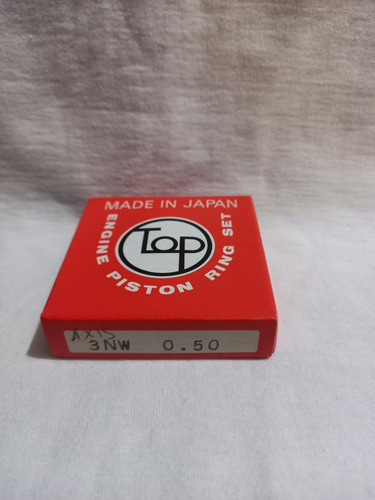 MADE IN JAPAN
Top
ENGINE PISTON RING SET
AXIS
3NW 0.50